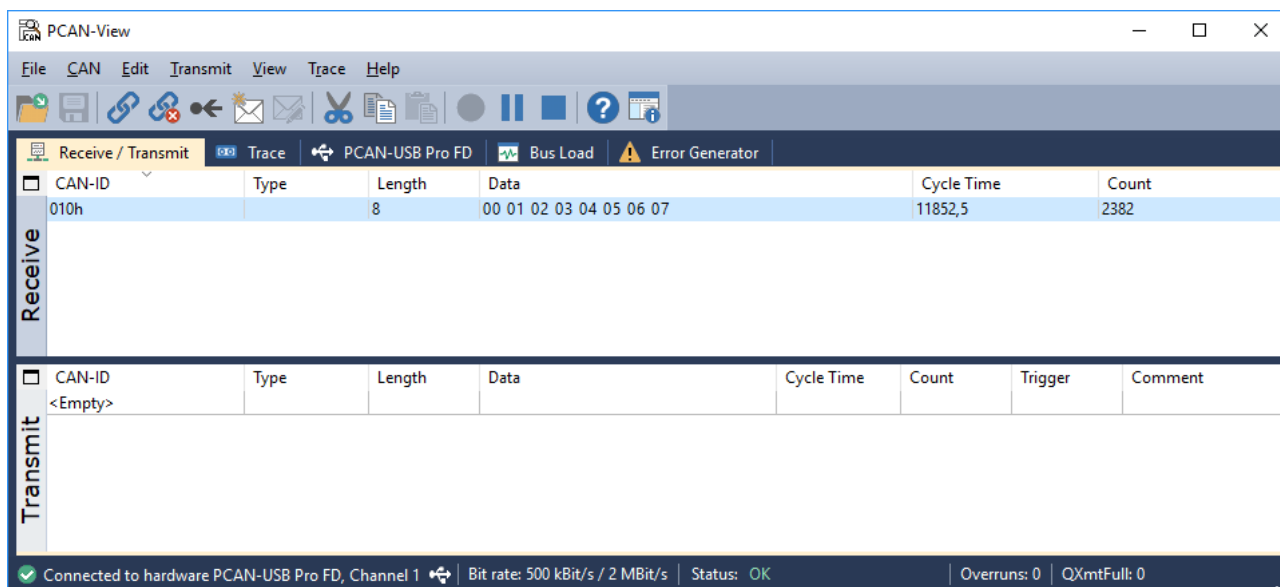 PCAN-View
File CAN Edit Transmit View Trace Help
Receive / Transmit Trace PCAN-USB Pro FD Bus Load Error Generator
CAN-ID Type Length Data Cycle Time Count
010h 8 00 01 02 03 04 05 06 07 11852,5 2382
Receive
CAN-ID Type Length Data Cycle Time Count Trigger Comment
<Empty>
Transmit
Connected to hardware PCAN-USB Pro FD, Channel 1 Bit rate: 500 kBit/s / 2 MBit/s Status: OK Overruns: 0 QXmtFull: 0